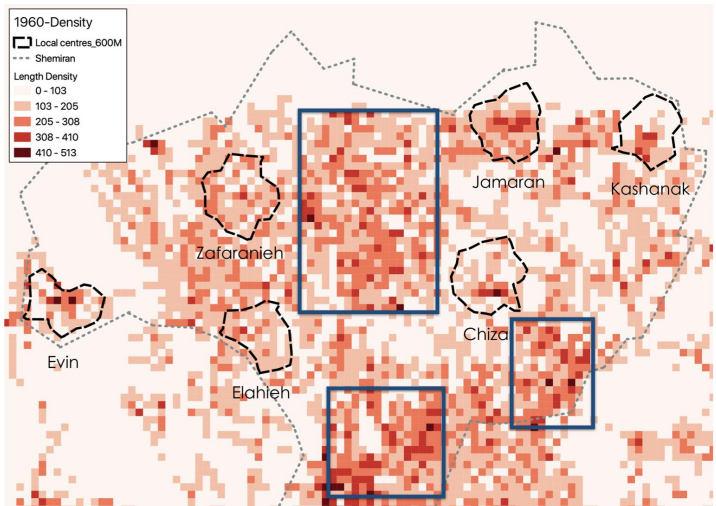 1960-Density
Local centres_600M
Shemiran
Length Density
0 - 103
103 - 205
205 - 308
308 - 410
410 - 513
Jamaran
Kashanak
Zafaranieh
Chiza
Evin
Elahieh